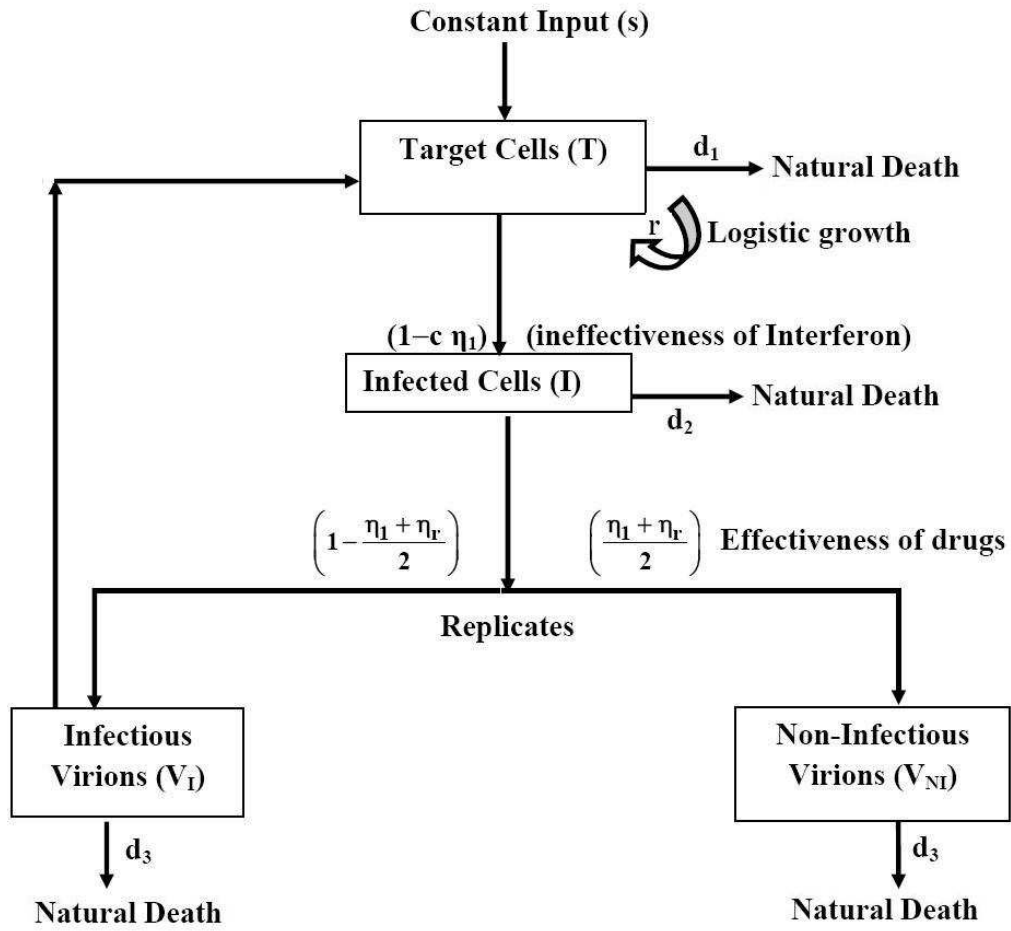 Constant Input (s)
Target Cells (T)
d₁
Natural Death
r
Logistic growth
(1−c η₁)
(ineffectiveness of Interferon)
Infected Cells (I)
Natural Death
d₂
(1 − (η₁ + ηᵣ)/2)
((η₁ + ηᵣ)/2)
Effectiveness of drugs
Replicates
Infectious
Virions (V_I)
Non-Infectious
Virions (V_NI)
d₃
d₃
Natural Death
Natural Death